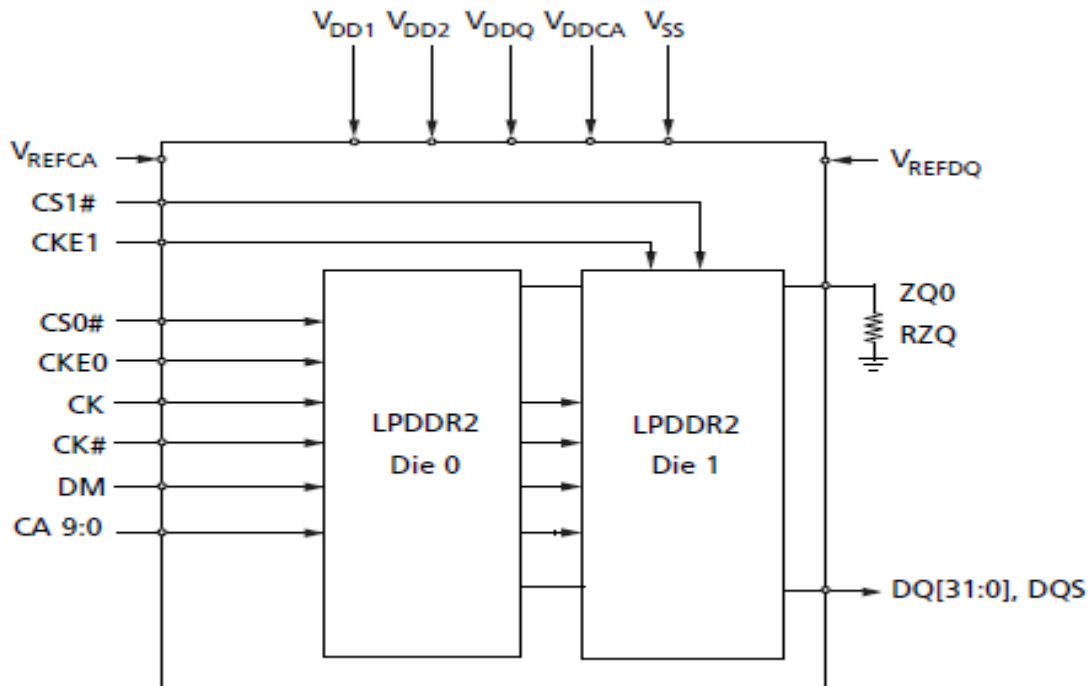 VDD1 VDD2 VDDQ VDDCA VSS
VREFCA
VREFDQ
CS1#
CKE1
ZQ0
RZQ
CS0#
CKE0
CK
CK#
DM
CA 9:0
LPDDR2
Die 0
LPDDR2
Die 1
DQ[31:0], DQS